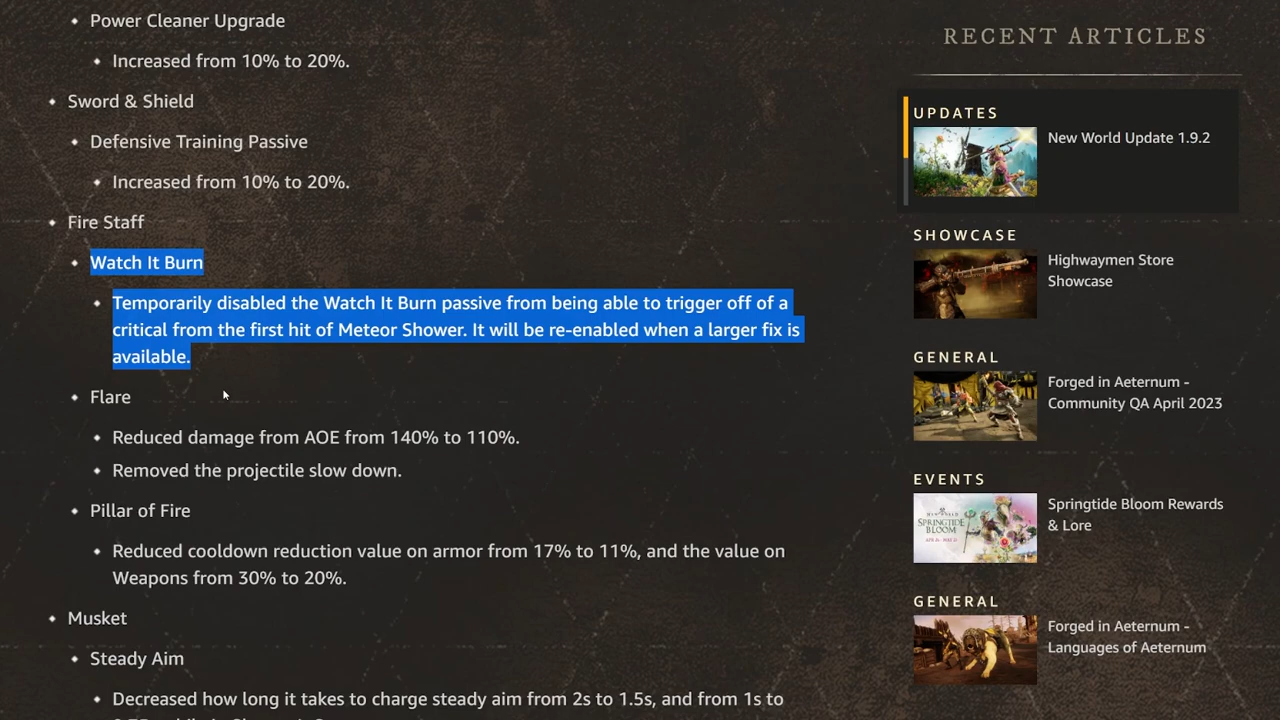 Power Cleaner Upgrade
Increased from 10% to 20%.
Sword & Shield
Defensive Training Passive
Increased from 10% to 20%.
Fire Staff
Watch It Burn
Temporarily disabled the Watch It Burn passive from being able to trigger off of a
critical from the first hit of Meteor Shower. It will be re-enabled when a larger fix is
available.
Flare
Reduced damage from AOE from 140% to 110%.
Removed the projectile slow down.
Pillar of Fire
Reduced cooldown reduction value on armor from 17% to 11%, and the value on
Weapons from 30% to 20%.
Musket
Steady Aim
Decreased how long it takes to charge steady aim from 2s to 1.5s, and from 1s to
RECENT ARTICLES
UPDATES
New World Update 1.9.2
SHOWCASE
Highwaymen Store
Showcase
GENERAL
Forged in Aeternum -
Community QA April 2023
EVENTS
SPRINGTIDE
BLOOM
Springtide Bloom Rewards
& Lore
GENERAL
Forged in Aeternum -
Languages of Aeternum